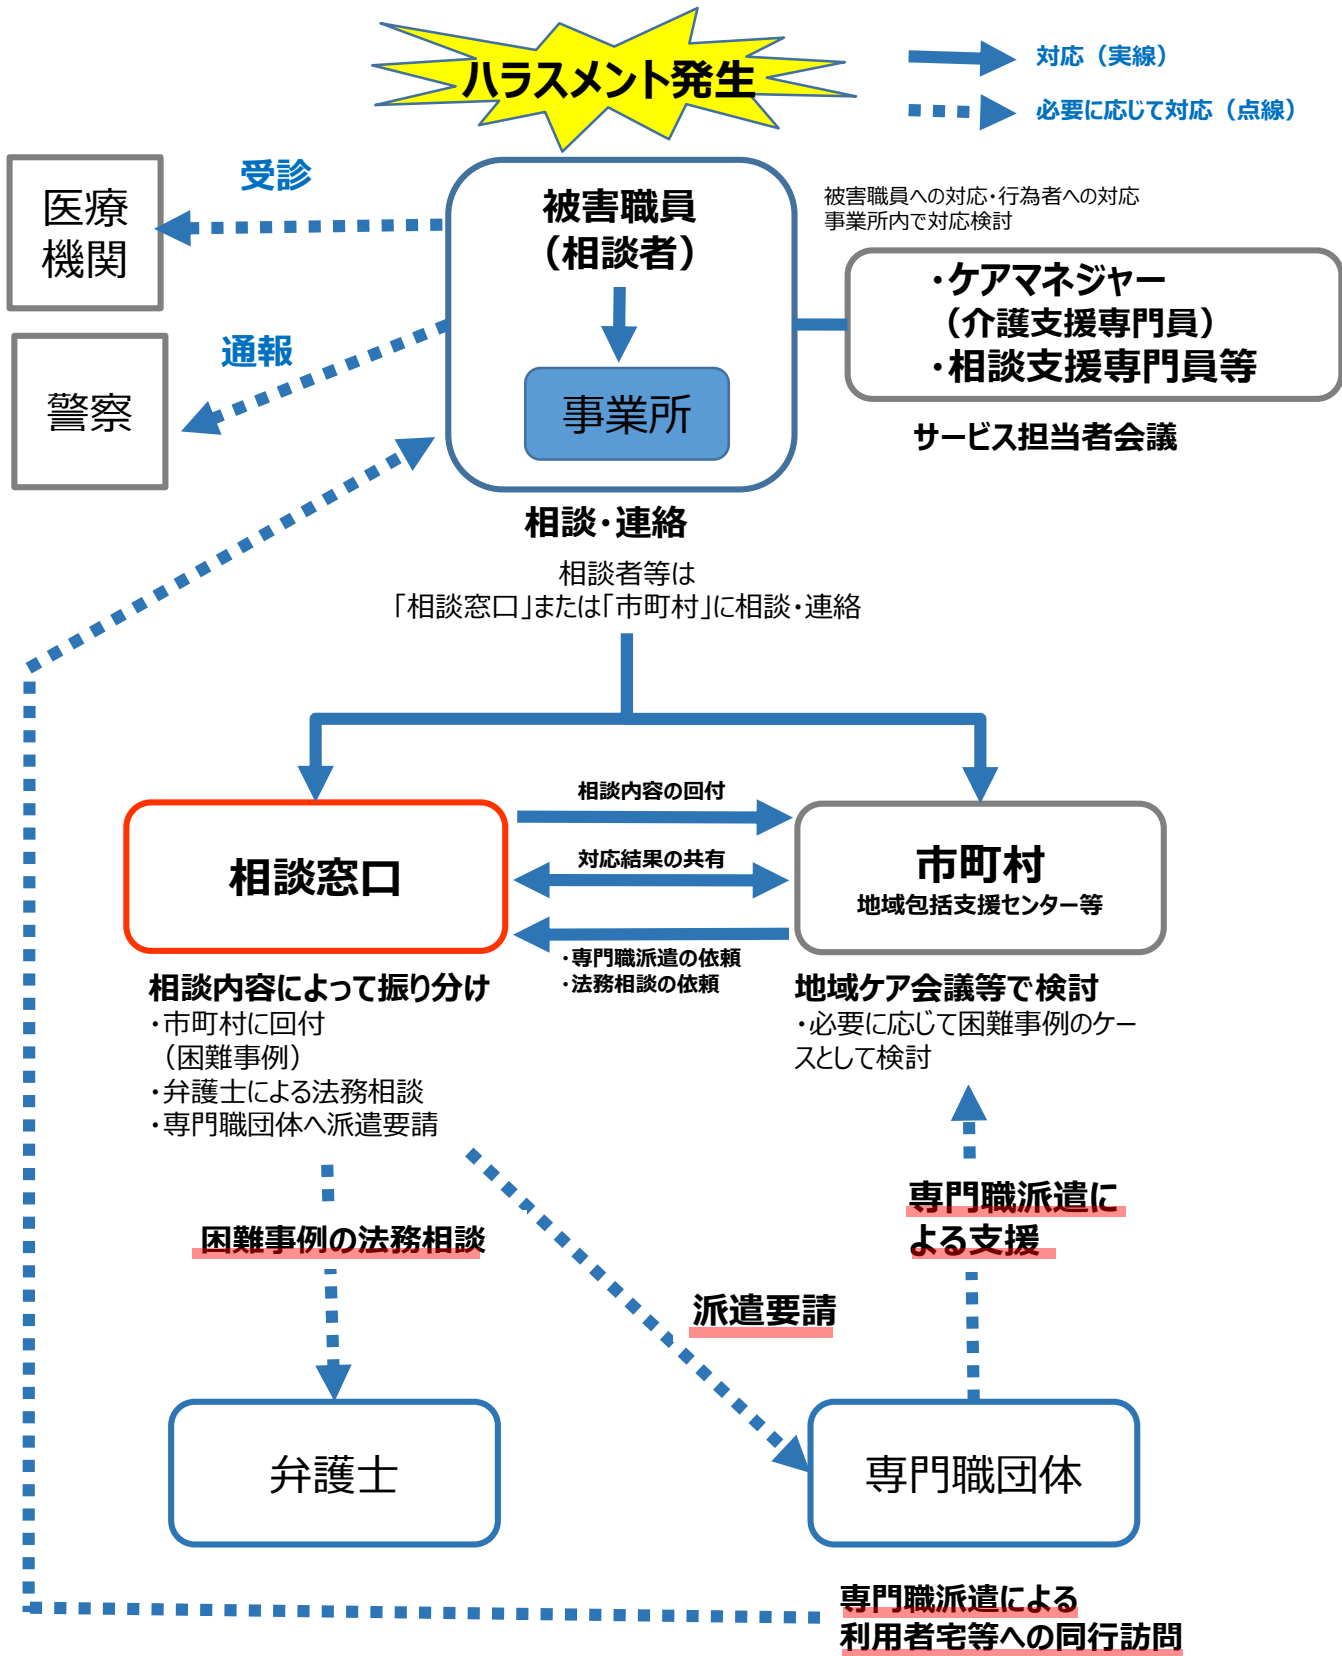 ハラスメント発生
対応（実線）
必要に応じて対応（点線）
医療
機関
受診
被害職員
（相談者）
事業所
被害職員への対応・行為者への対応
事業所内で対応検討
・ケアマネジャー
（介護支援専門員）
・相談支援専門員等
サービス担当者会議
警察
通報
相談・連絡
相談者等は
「相談窓口」または「市町村」に相談・連絡
相談窓口
相談内容の回付
対応結果の共有
・専門職派遣の依頼
・法務相談の依頼
市町村
地域包括支援センター等
相談内容によって振り分け
・市町村に回付
（困難事例）
・弁護士による法務相談
・専門職団体へ派遣要請
地域ケア会議等で検討
・必要に応じて困難事例のケー
スとして検討
困難事例の法務相談
専門職派遣に
よる支援
派遣要請
弁護士
専門職団体
専門職派遣による
利用者宅等への同行訪問